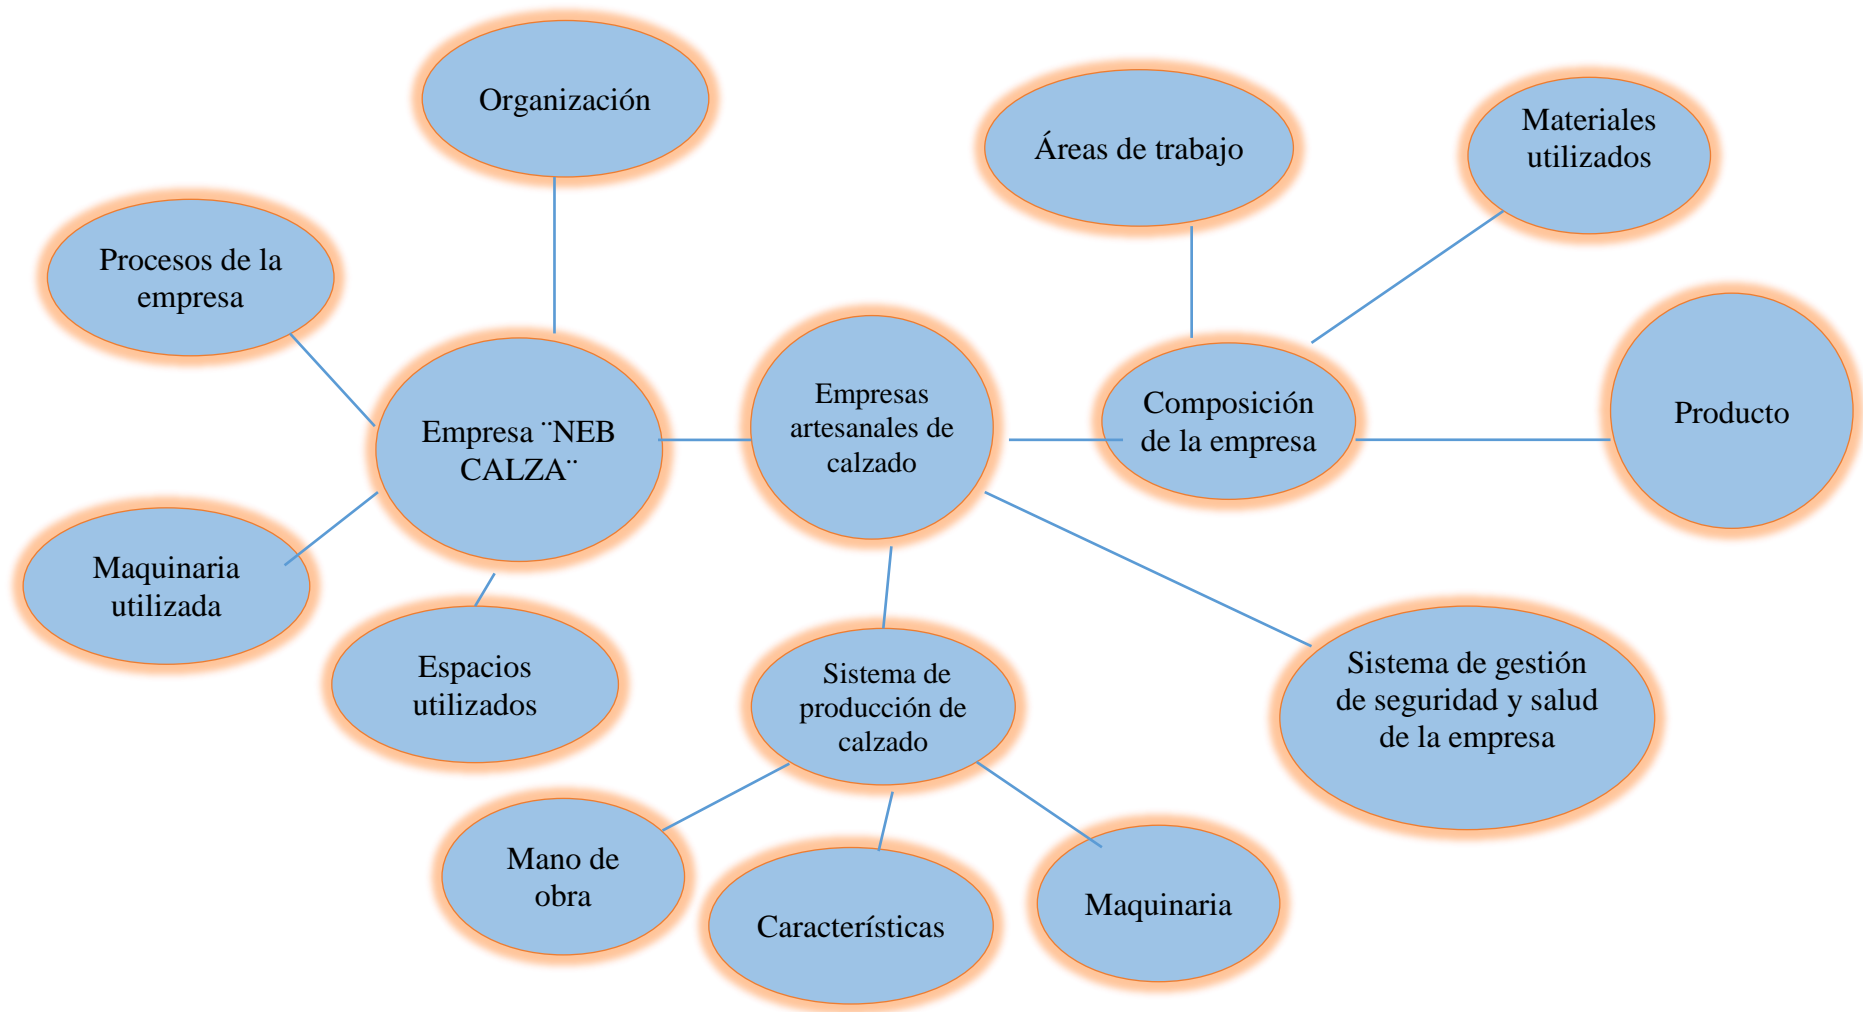 Organización
Áreas de trabajo
Materiales
utilizados
Procesos de la
empresa
Empresa ¨NEB
CALZA¨
Empresas
artesanales de
calzado
Composición
de la empresa
Producto
Maquinaria
utilizada
Espacios
utilizados
Sistema de
producción de
calzado
Sistema de gestión
de seguridad y salud
de la empresa
Mano de
obra
Característícas
Maquinaria